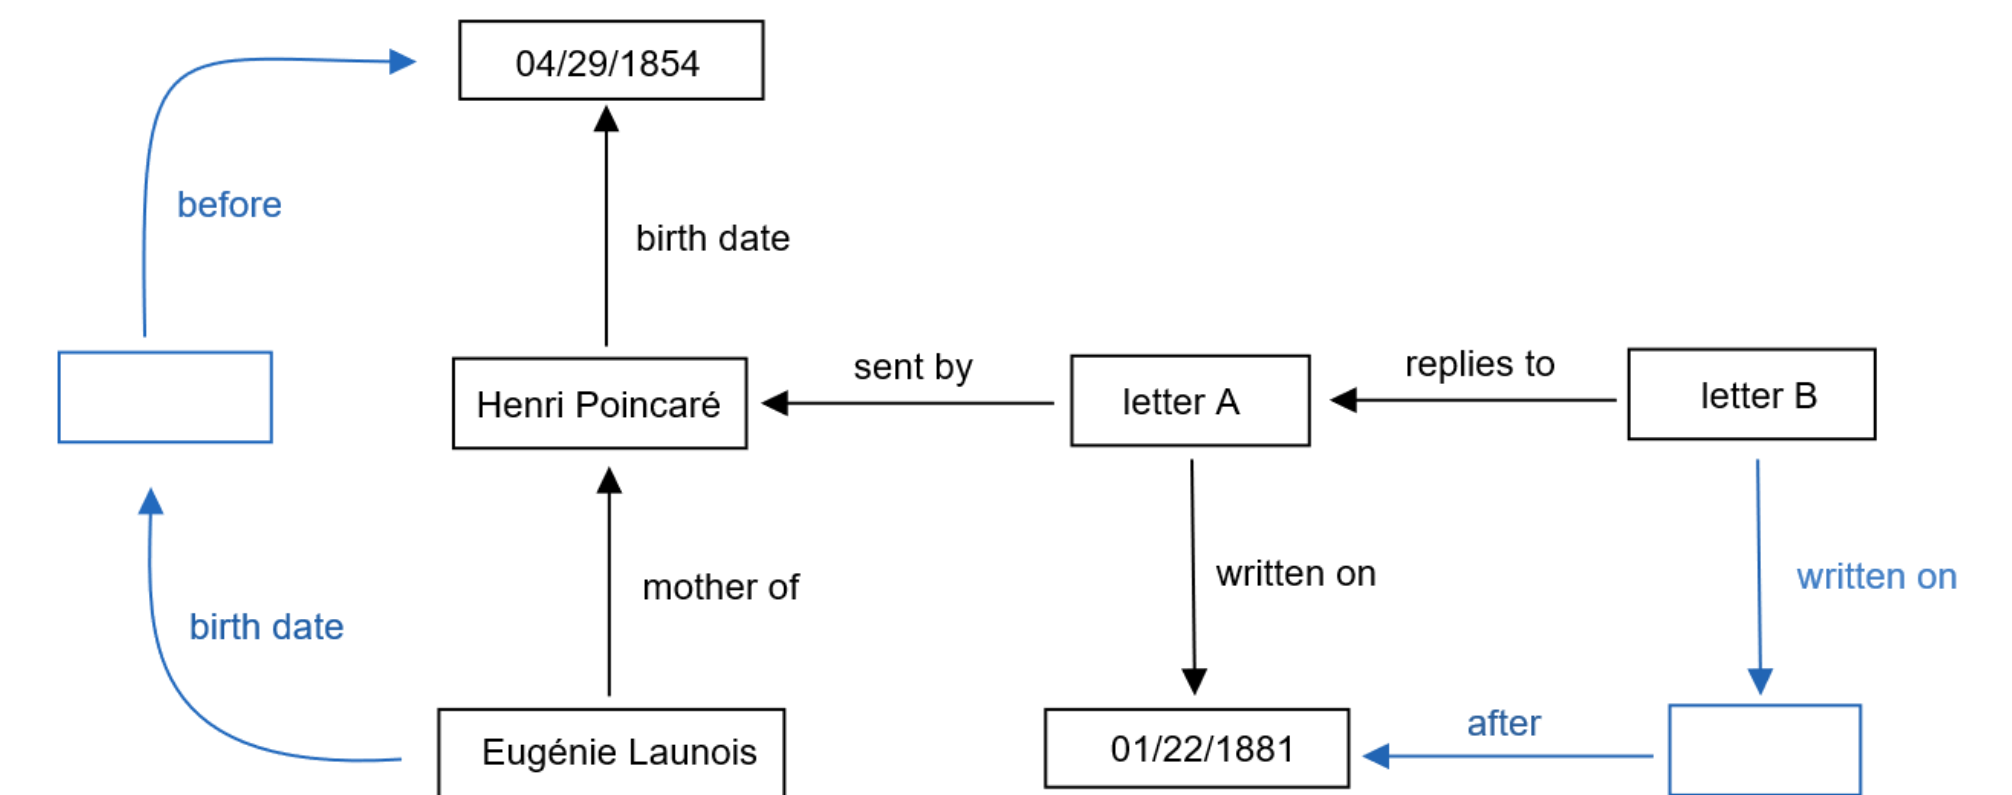 04/29/1854
before
birth date
sent by
replies to
Henri Poincaré
letter A
letter B
mother of
written on
written on
birth date
after
Eugénie Launois
01/22/1881